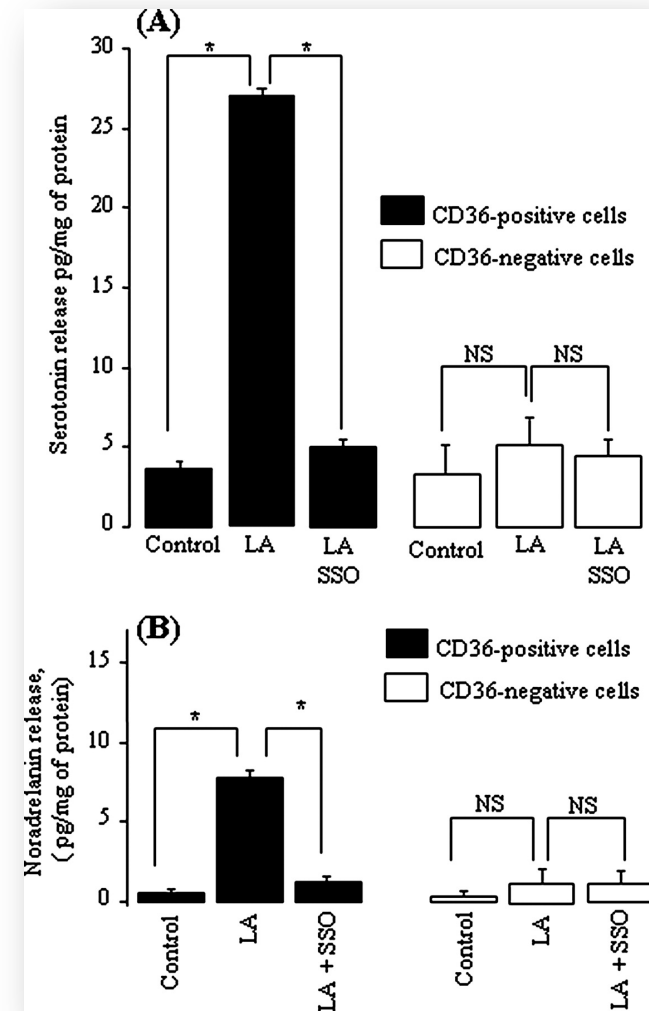 (A)
30
25
20
15
10
5
0
Serotonin release pg/mg of protein
* *
CD36-positive cells
CD36-negative cells
NS NS
Control LA LA SSO
Control LA LA SSO
(B)
15
10
5
0
Noradrelanin release,
(pg/mg of protein)
* *
CD36-positive cells
CD36-negative cells
NS NS
Control LA LA + SSO
Control LA LA + SSO